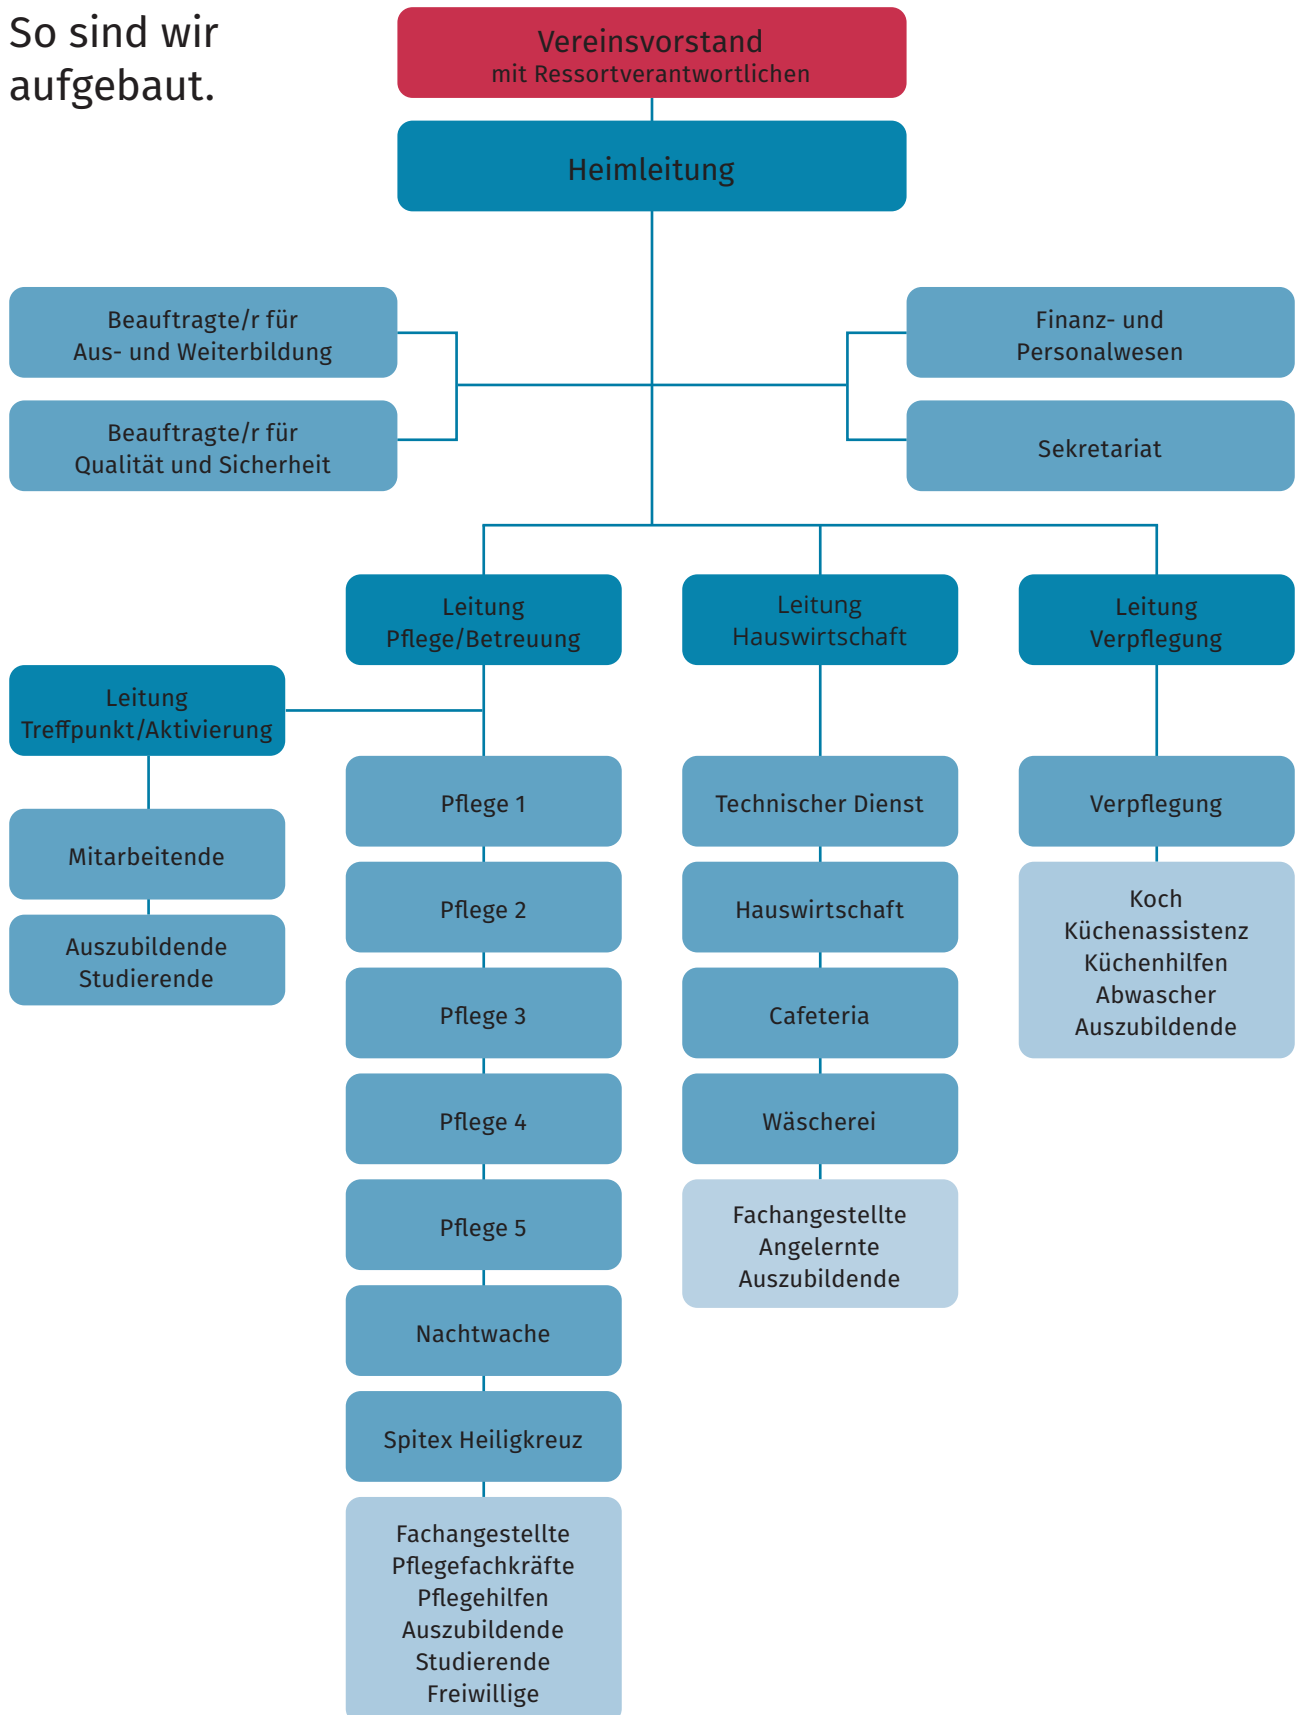 So sind wir
aufgebaut.
Vereinsvorstand
mit Ressortverantwortlichen
Heimleitung
Beauftragte/r für
Aus- und Weiterbildung
Finanz- und
Personalwesen
Beauftragte/r für
Qualität und Sicherheit
Sekretariat
Leitung
Pflege/Betreuung
Leitung
Hauswirtschaft
Leitung
Verpflegung
Leitung
Treffpunkt/Aktivierung
Mitarbeitende
Auszubildende
Studierende
Pflege 1
Pflege 2
Pflege 3
Pflege 4
Pflege 5
Nachtwache
Spitex Heiligkreuz
Fachangestellte
Pflegefachkräfte
Pflegehilfen
Auszubildende
Studierende
Freiwillige
Technischer Dienst
Hauswirtschaft
Cafeteria
Wäscherei
Fachangestellte
Angelernte
Auszubildende
Verpflegung
Koch
Küchenassistenz
Küchenhilfen
Abwascher
Auszubildende